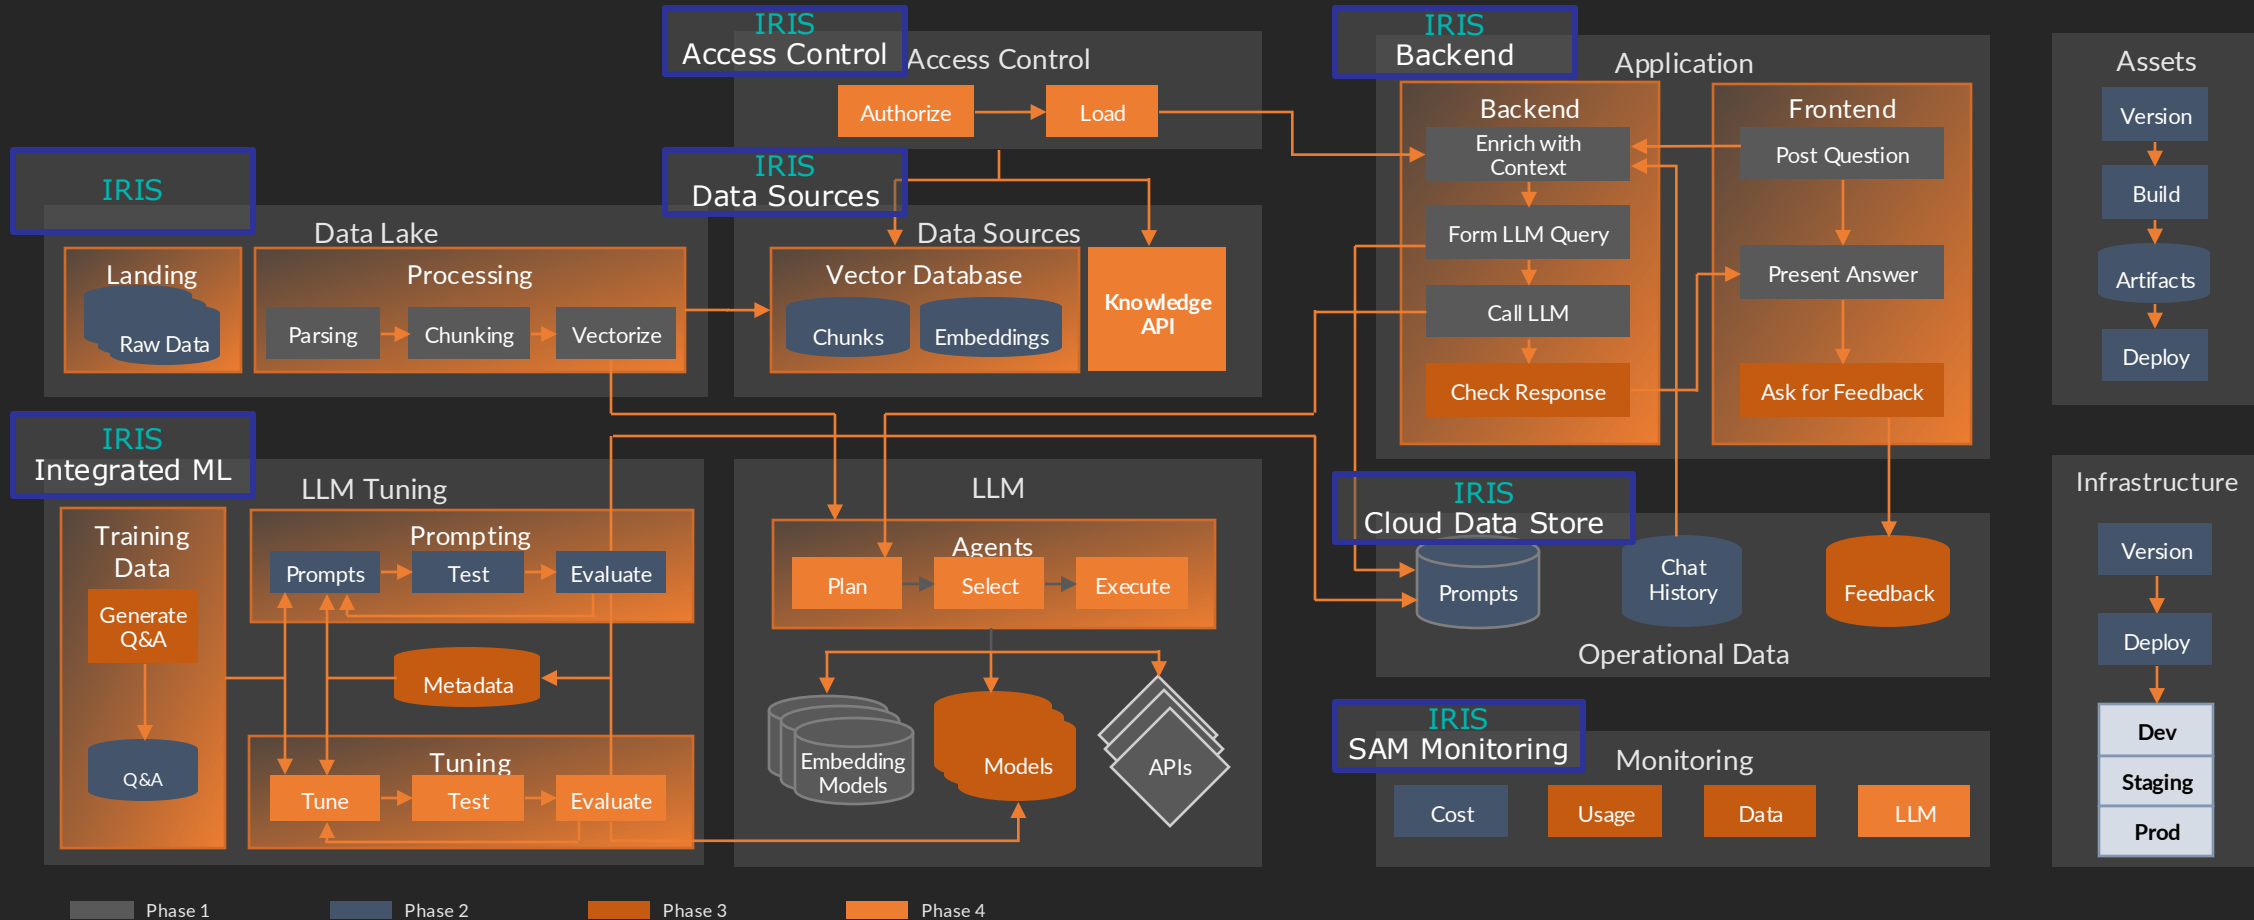 IRIS
Access Control
Access Control
Authorize
Load
IRIS
Backend
Application
Backend
Enrich with
Context
Form LLM Query
Call LLM
Check Response
Frontend
Post Question
Present Answer
Ask for Feedback
Assets
Version
Build
Artifacts
Deploy
IRIS
Data Lake
Landing
Raw Data
Processing
Parsing
Chunking
Vectorize
IRIS
Data Sources
Data Sources
Vector Database
Chunks
Embeddings
Knowledge
API
IRIS
Integrated ML
LLM Tuning
Training
Data
Generate
Q&A
Q&A
Prompting
Prompts
Test
Evaluate
Metadata
Tuning
Tune
Test
Evaluate
LLM
Agents
Plan
Select
Execute
Embedding
Models
Models
APIs
IRIS
Cloud Data Store
Prompts
Chat
History
Feedback
Operational Data
IRIS
SAM Monitoring
Monitoring
Cost
Usage
Data
LLM
Infrastructure
Version
Deploy
Dev
Staging
Prod
Phase 1
Phase 2
Phase 3
Phase 4